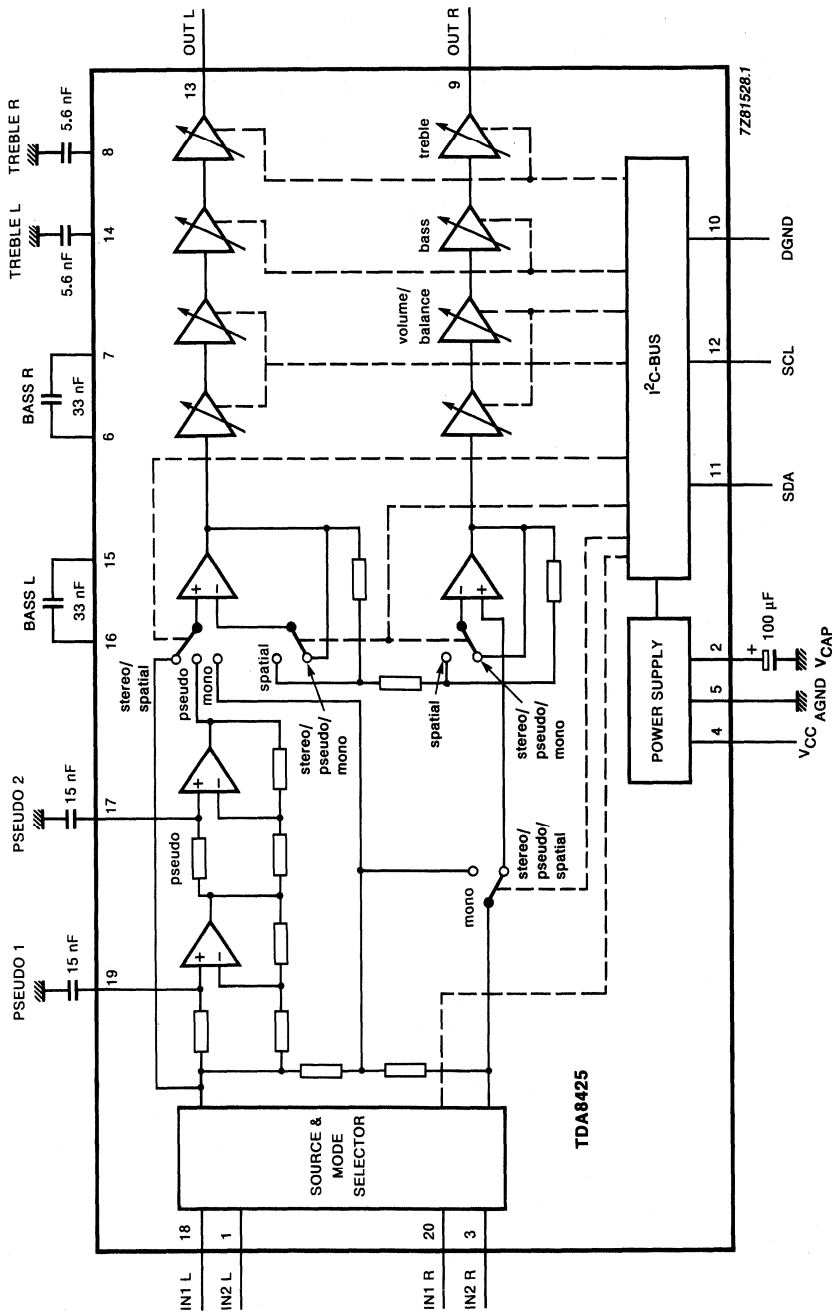 PSEUDO 1
15 nF
19
PSEUDO 2
15 nF
17
BASS L
33 nF
16
15
BASS R
33 nF
6
7
TREBLE L
5.6 nF
14
TREBLE R
5.6 nF
8
IN1 L
18
IN2 L
1
IN1 R
20
IN2 R
3
SOURCE &
MODE
SELECTOR
+
−
pseudo
+
−
stereo/
spatial
pseudo
mono
+
−
spatial
stereo/
pseudo/
mono
spatial
stereo/
pseudo/
mono
−
+
mono
stereo/
pseudo/
spatial
volume/
balance
bass
treble
13
OUT L
9
OUT R
TDA8425
POWER SUPPLY
I²C-BUS
4
VCC
5
AGND
2
+
100 μF
VCAP
11
SDA
12
SCL
10
DGND
7Z81528.1